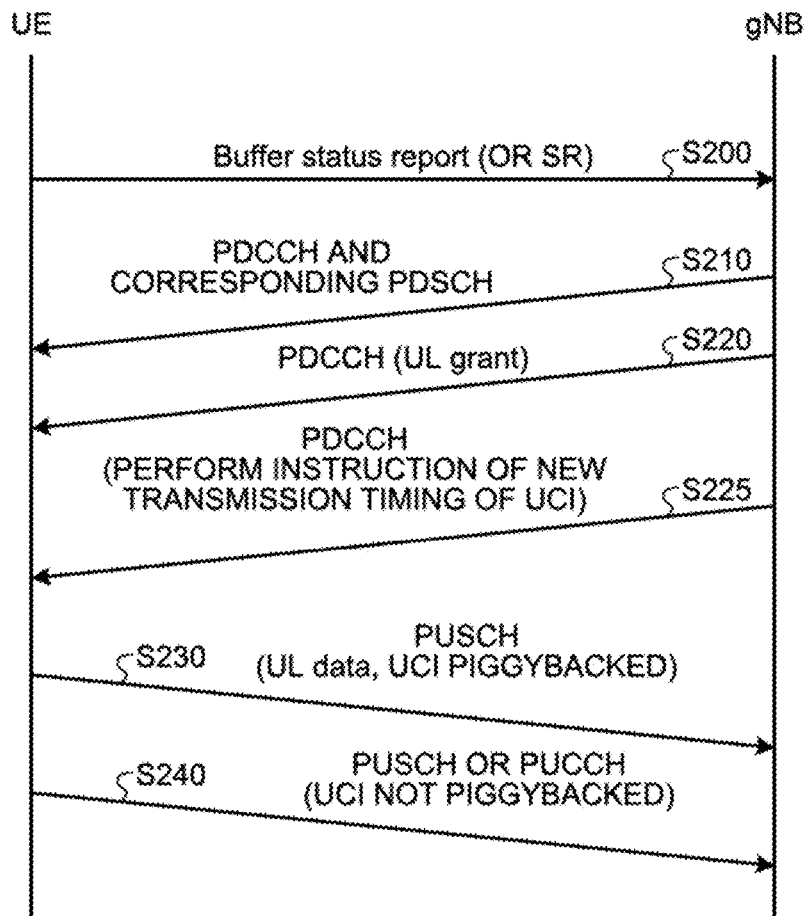 UE
gNB
Buffer status report (OR SR)
S200
PDCCH AND
CORRESPONDING PDSCH
S210
PDCCH (UL grant)
S220
PDCCH
(PERFORM INSTRUCTION OF NEW
TRANSMISSION TIMING OF UCI)
S225
S230
PUSCH
(UL data, UCI PIGGYBACKED)
S240
PUSCH OR PUCCH
(UCI NOT PIGGYBACKED)